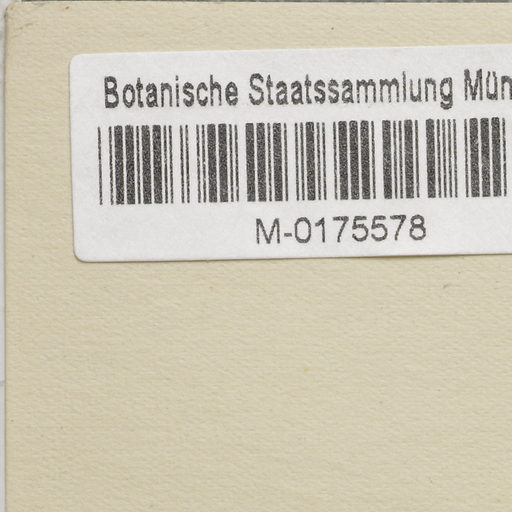 Botanische Staatssammlung Mün
M-0175578